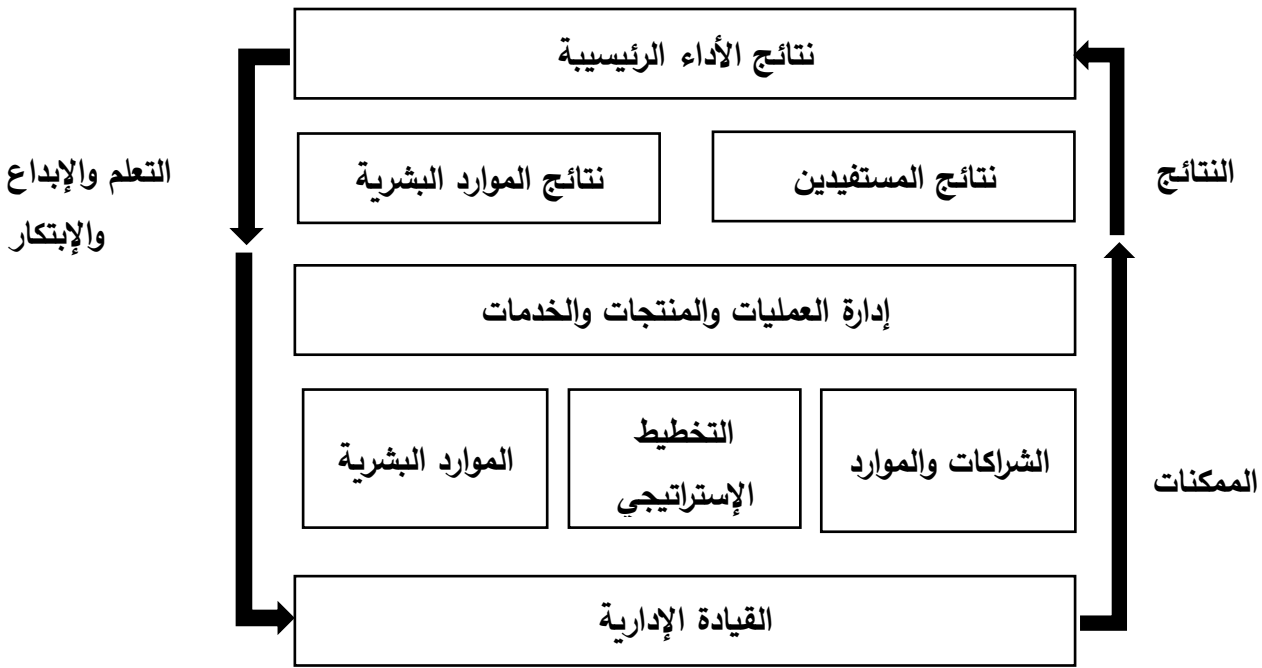 نتائج الأداء الرئيسيبة
نتائج المستفيدين
نتائج الموارد البشرية
النتائج
التعلم والإبداع
والإبتكار
إدارة العمليات والمنتجات والخدمات
الشراكات والموارد
التخطيط
الإستراتيجي
الموارد البشرية
الممكنات
القيادة الإدارية